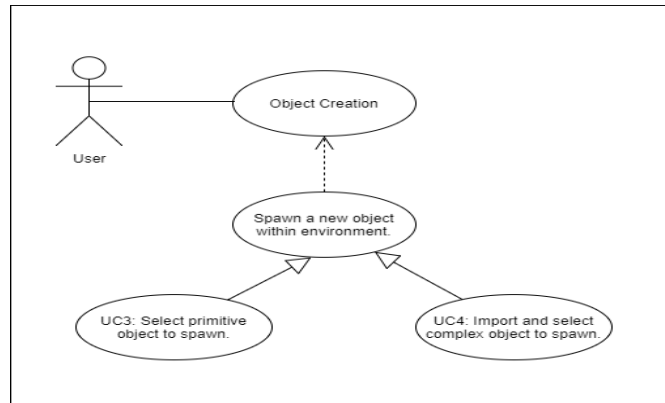 Object Creation
User
Spawn a new object
within environment.
UC3: Select primitive
object to spawn.
UC4: Import and select
complex object to spawn.